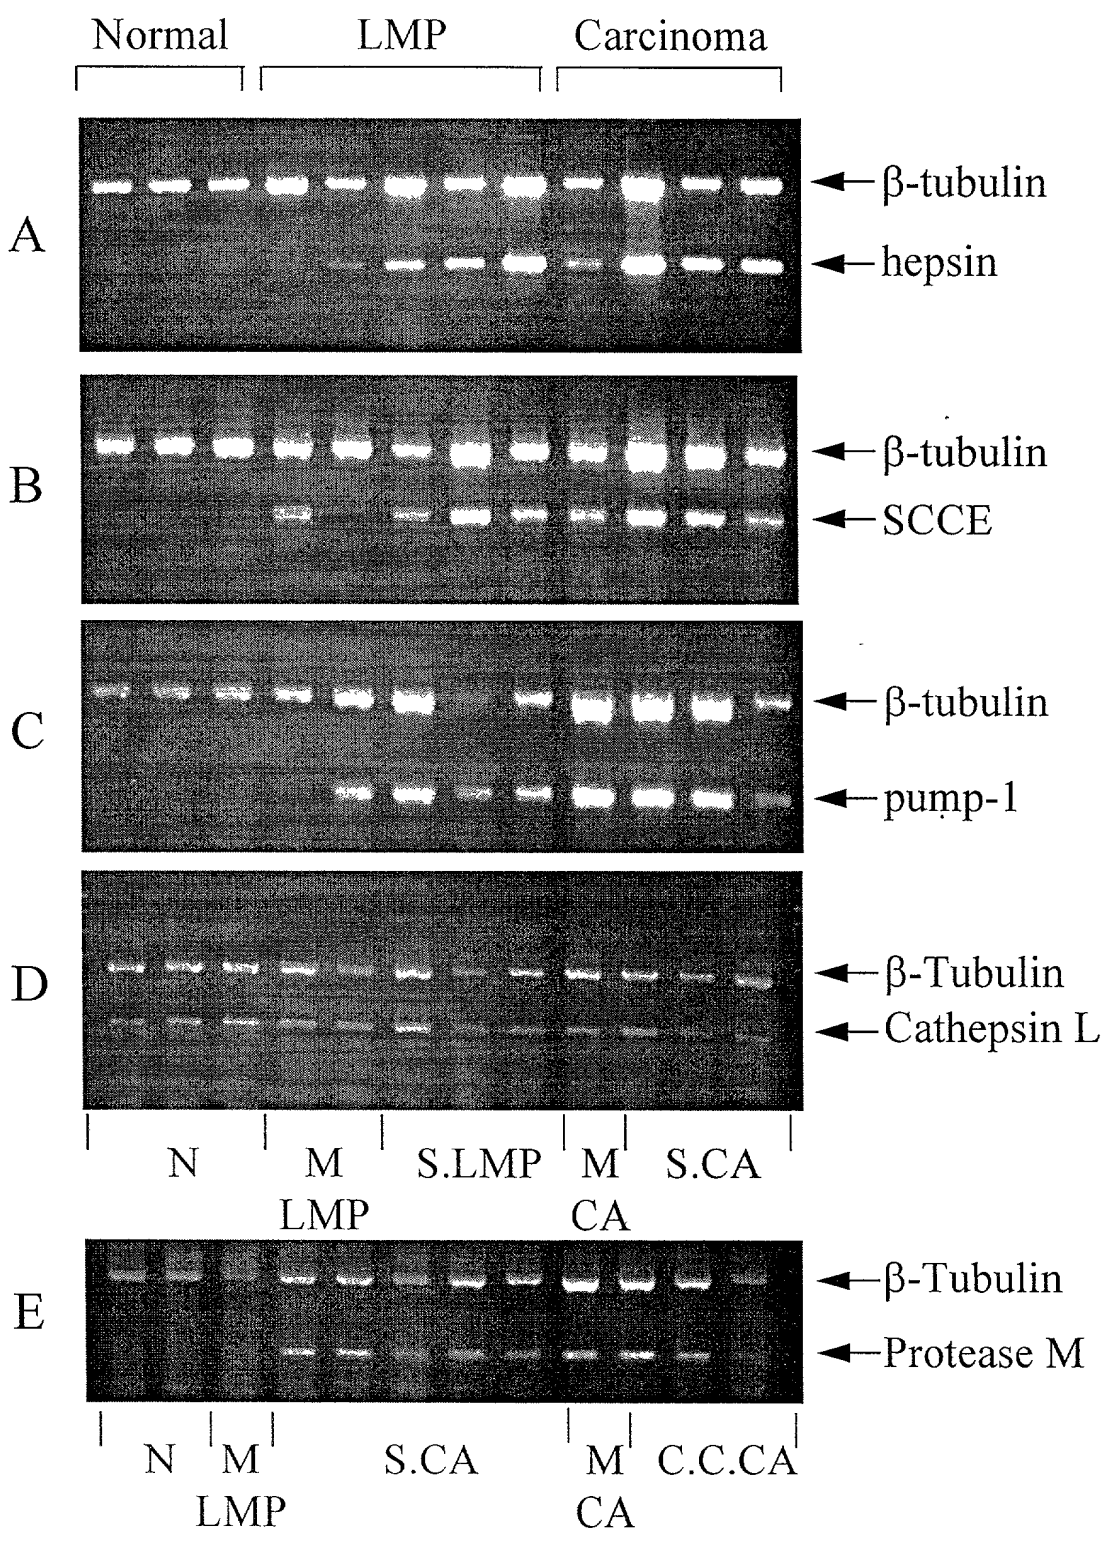 Normal LMP Carcinoma
A
β-tubulin
hepsin
B
β-tubulin
SCCE
C
β-tubulin
pump-1
D
β-Tubulin
Cathepsin L
N M S.LMP M S.CA
LMP CA
E
β-Tubulin
Protease M
N M S.CA M C.C.CA
LMP CA